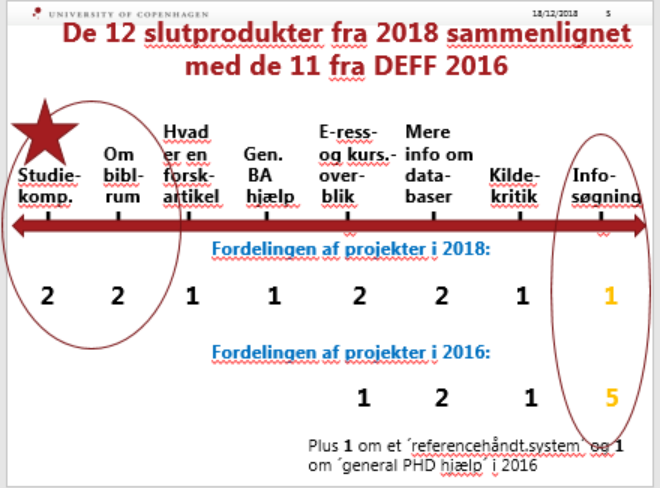 UNIVERSITY OF COPENHAGEN
18/12/2018 5
De 12 slutprodukter fra 2018 sammenlignet
med de 11 fra DEFF 2016
Studie-
komp.
Om
bibl-
rum
Hvad
er en
forsk-
artikel
Gen.
BA
hjælp
E-ress-
og kurs.-
over-
blik
Mere
info om
data-
baser
Kilde-
kritik
Info-
søgning
Fordelingen af projekter i 2018:
2 2 1 1 2 2 1 1
Fordelingen af projekter i 2016:
1 2 1 5
Plus 1 om et ´referencehåndt.system´ og 1
om ´general PHD hjælp´ i 2016